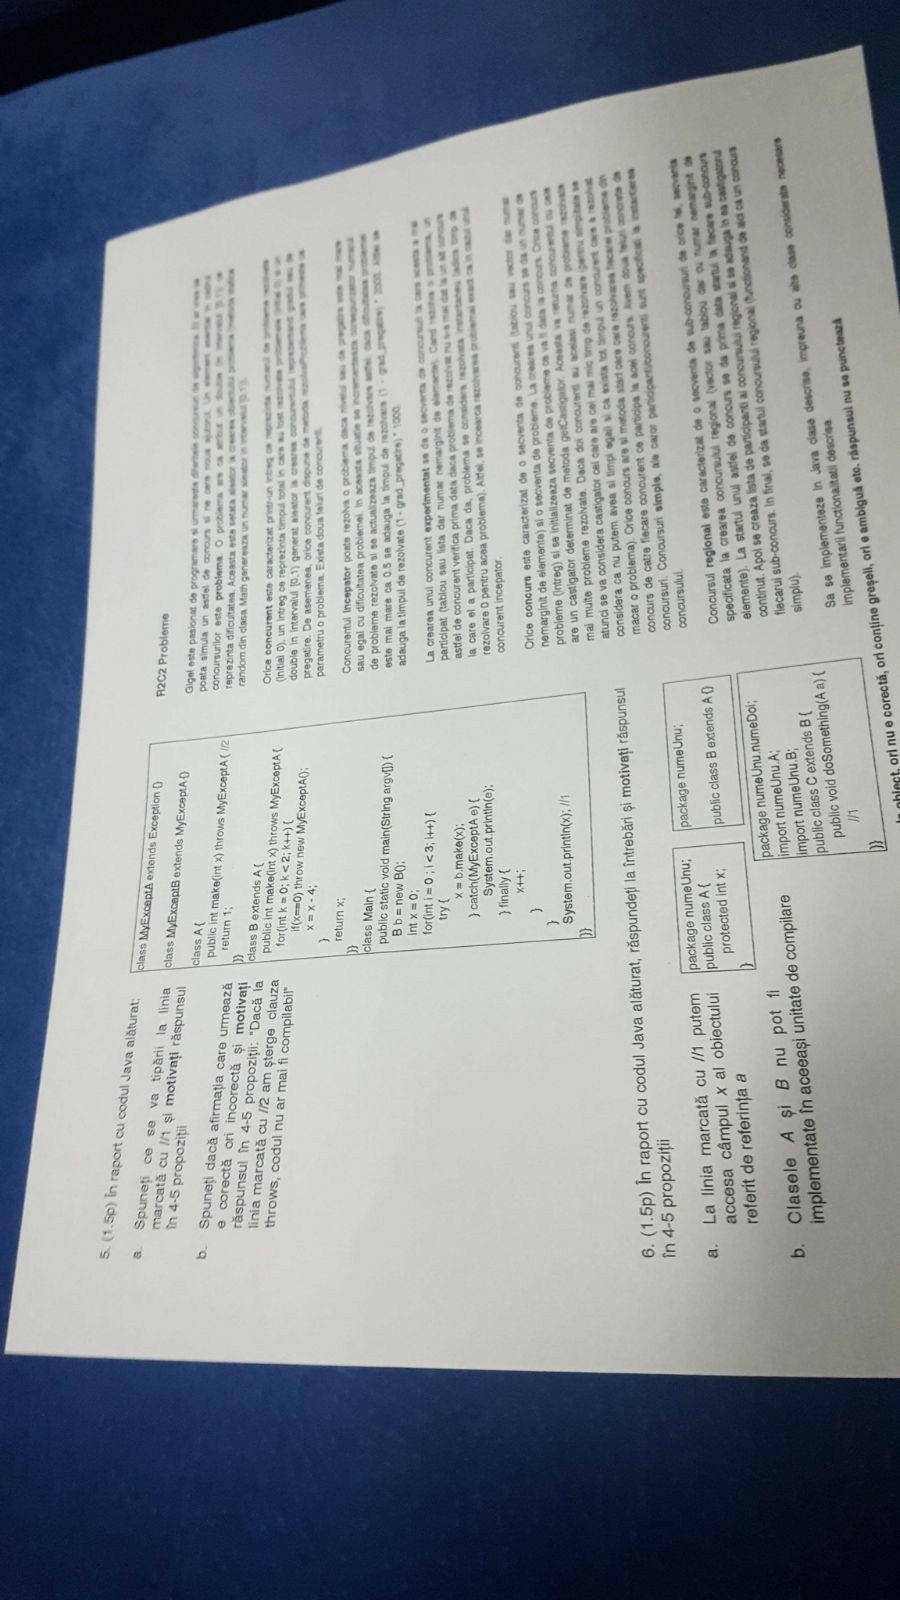 5. (1.5p) În raport cu codul Java alăturat:
a. Spuneți ce se va tipării la linia
marcată cu //1 și motivați răspunsul
în 4-5 propoziții
b. Spuneți dacă afirmația care urmează
e corectă ori incorectă și motivați
răspunsul în 4-5 propoziții: "Dacă la
linia marcată cu //2 am șterge clauza
throws, codul nu ar mai fi compilabil"
class MyExceptA extends Exception {}
class MyExceptB extends MyExceptA {}
class A {
public int make(int x) throws MyExceptA { //2
return 1;
}}
class B extends A {
public int make(int x) throws MyExceptA {
for(int k = 0; k < 2; k++) {
if(x==0) throw new MyExceptA();
x = x - 4;
}
return x;
}}
class Main {
public static void main(String argv[]) {
B b = new B();
int x = 0;
for(int i = 0 ; i < 3; i++) {
try {
x = b.make(x);
} catch(MyExceptA e) {
System.out.println(e);
} finally {
x++;
}
}
System.out.println(x); //1
}}
6. (1.5p) În raport cu codul Java alăturat, răspundeți la întrebări și motivați răspunsul
în 4-5 propoziții
a. La linia marcată cu //1 putem
accesa câmpul x al obiectului
referit de referința a
b. Clasele A și B nu pot fi
implementate în aceeași unitate de compilare
package numeUnu;
public class A {
protected int x;
}
package numeUnu;
public class B extends A {}
package numeUnu.numeDoi;
import numeUnu.A;
import numeUnu.B;
public class C extends B {
public void doSomething(A a) {
//1
}}
R2C2 Probleme
Gigel este pasionat de programare si urmareste diferitele concursuri de algoritmica. El ar vrea sa
poata simula un astfel de concurs si ne cere noua ajutorul. Un element esential in cadrul
concursurilor este problema. O problema are ca atribut un double (in intervalul [0,1)) ce
reprezinta dificultatea. Aceasta este setata aleator la crearea obiectului problema (metoda statica
random din clasa Math genereaza un numar aleator in intervalul [0,1)).
Orice concurent este caracterizat printr-un intreg ce reprezinta numarul de probleme rezolvate
(initial 0), un intreg ce reprezinta timpul total in care au fost rezolvate problemele (initial 0) si un
double in intervalul [0,1) generat aleator la crearea concurentului reprezentand gradul sau de
pregatire. De asemenea, orice concurent dispune de metoda rezolvaProblema care primeste ca
parametru o problema. Exista doua feluri de concurenti.
Concurentul incepator poate rezolva o problema daca nivelul sau de pregatire este mai mare
sau egal cu dificultatea problemei. In aceasta situatie se incrementeaza corespunzator numarul
de probleme rezolvate si se actualizeaza timpul de rezolvare astfel: daca dificultatea problemei
este mai mare ca 0.5 se adauga la timpul de rezolvare (1 - grad_pregatire) * 2000. Altfel se
adauga la timpul de rezolvate (1 - grad_pregatire) * 1000.
La crearea unui concurent experimentat se da o secventa de concursuri la care acesta a mai
participat (tablou sau lista dar numar nemarginit de elemente). Cand rezolva o problema, un
astfel de concurent verifica prima data daca problema de rezolvat nu s-a mai dat la un alt concurs
la care el a participat. Daca da, problema se considera rezolvata instantaneu (adica timp de
rezolvare 0 pentru acea problema). Altfel, se incearca rezolvarea problemei exact ca in cazul unui
concurent incepator.
Orice concurs este caracterizat de o secventa de concurenti (tablou sau vector dar numar
nemarginit de elemente) si o secventa de probleme. La crearea unui concurs se da un numar de
probleme (intreg) si se initializeaza secventa de probleme ce va fi data la concurs. Orice concurs
are un castigator determinat de metoda getCastigator. Aceasta va returna concurentul cu cele
mai multe probleme rezolvate. Daca doi concurenti au acelasi numar de probleme rezolvate
atunci se va considera castigator cel care are cel mai mic timp de rezolvare (pentru simplitate se
considera ca nu putem avea si timpi egali si ca exista tot timpul un concurent care a rezolvat
macar o problema). Orice concurs are si metoda start care cere rezolvarea fiecarei probleme din
concurs de catre fiecare concurent ce participa la acel concurs. Avem doua feluri concrete de
concursuri. Concursuri simple, ale caror participanti/concurenti sunt specificati la instantierea
concursului.
Concursul regional este caracterizat de o secventa de sub-concursuri de orice fel, secventa
specificata la crearea concursului regional (vector sau tablou dar cu numar nemarginit de
elemente). La startul unui astfel de concurs se da prima data startul la fiecare sub-concurs
continut. Apoi se creaza lista de participanti ai concursului regional si se adauga in ea castigatorul
fiecarui sub-concurs. In final, se da startul concursului regional (functionand de aici ca un concurs
simplu).
Sa se implementeze in Java clase descrise, impreuna cu alte clase considerate necesare
implementarii functionalitatii descrise.
obiect, ori nu e corectă, ori conține greșeli, ori e ambiguă etc. răspunsul nu se punctează